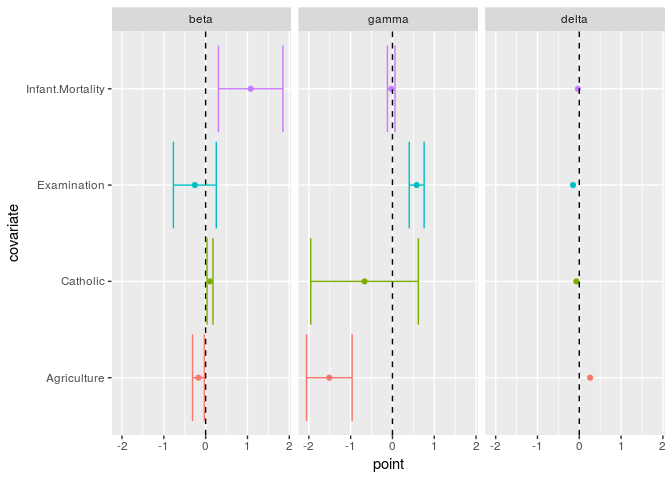 beta gamma delta
Infant.Mortality
Examination
Catholic
Agriculture
covariate
-2 -1 0 1 2 -2 -1 0 1 2 -2 -1 0 1 2
point